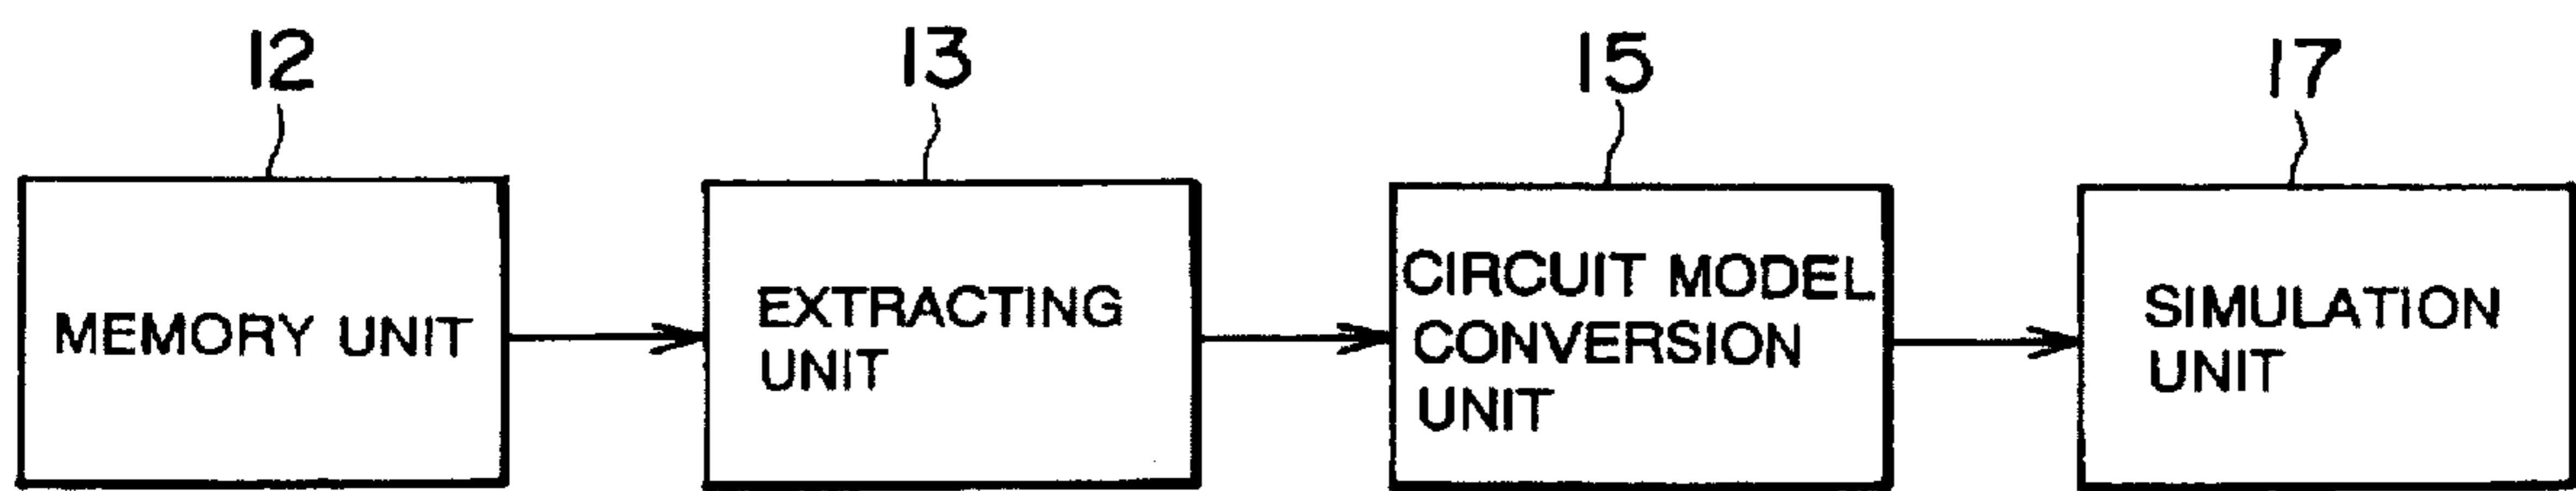 12
13
15
17
MEMORY UNIT
EXTRACTING
UNIT
CIRCUIT MODEL
CONVERSION
UNIT
SIMULATION
UNIT